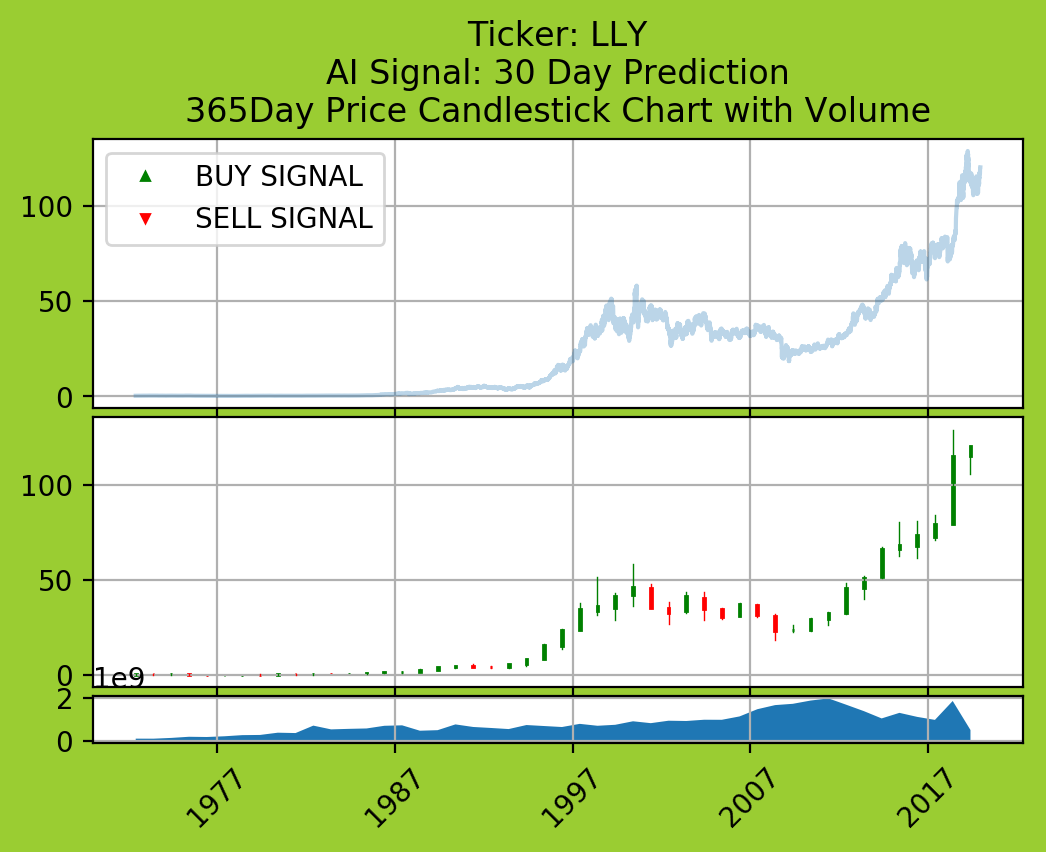 Ticker: LLY
AI Signal: 30 Day Prediction
365Day Price Candlestick Chart with Volume
BUY SIGNAL
SELL SIGNAL
100
50
0
100
50
0
1e9
2
0
1977
1987
1997
2007
2017